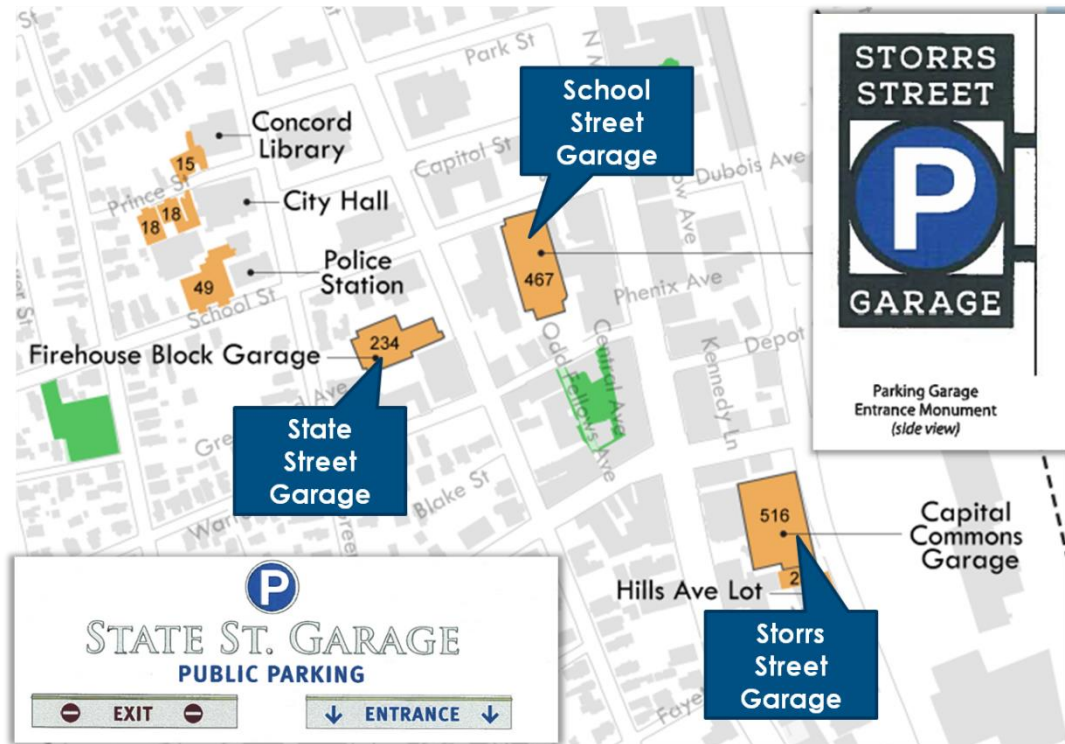 Park St
N M
STORRS
STREET
P
GARAGE
Parking Garage
Entrance Monument
(side view)
School
Street
Garage
Concord
Library
15
Capitol St
Dubois Ave
Prince St
City Hall
18
18
Police
Station
49
School St
467
Phenix Ave
Depot
Firehouse Block Garage
234
Odd Fellows Ave
Central Ave
Kennedy Ln
State
Street
Garage
Blake St
516
Capital
Commons
Garage
Hills Ave Lot
2
Storrs
Street
Garage
P
STATE ST. GARAGE
PUBLIC PARKING
EXIT
ENTRANCE